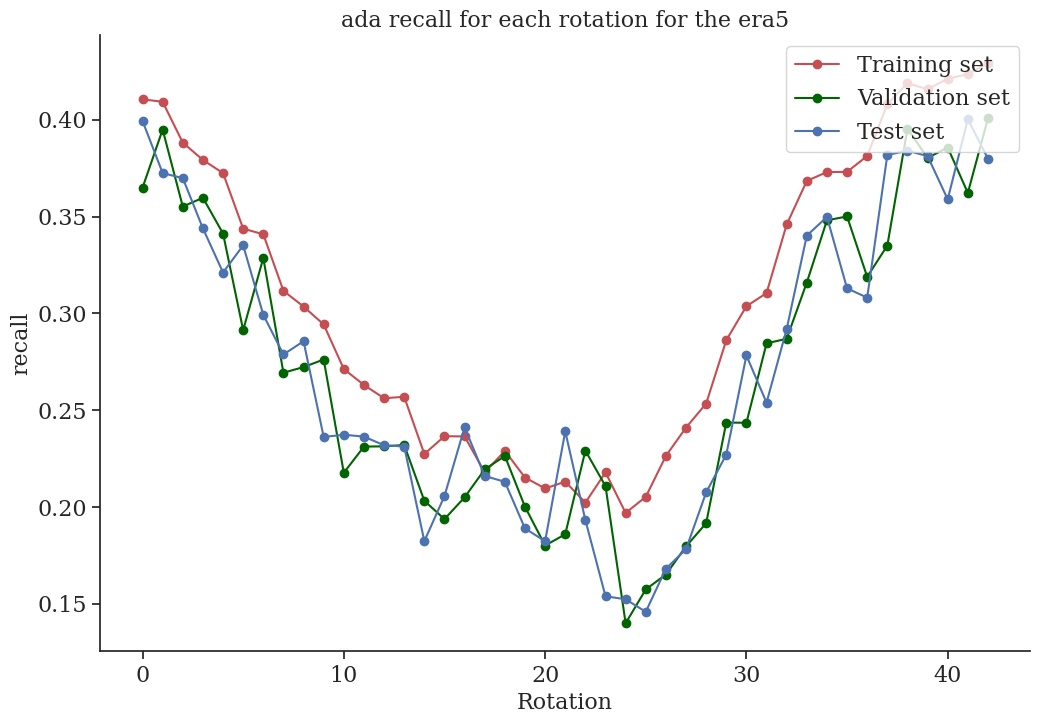 ada recall for each rotation for the era5
Training set
Validation set
Test set
0.40
0.35
0.30
0.25
0.20
0.15
recall
0 10 20 30 40
Rotation